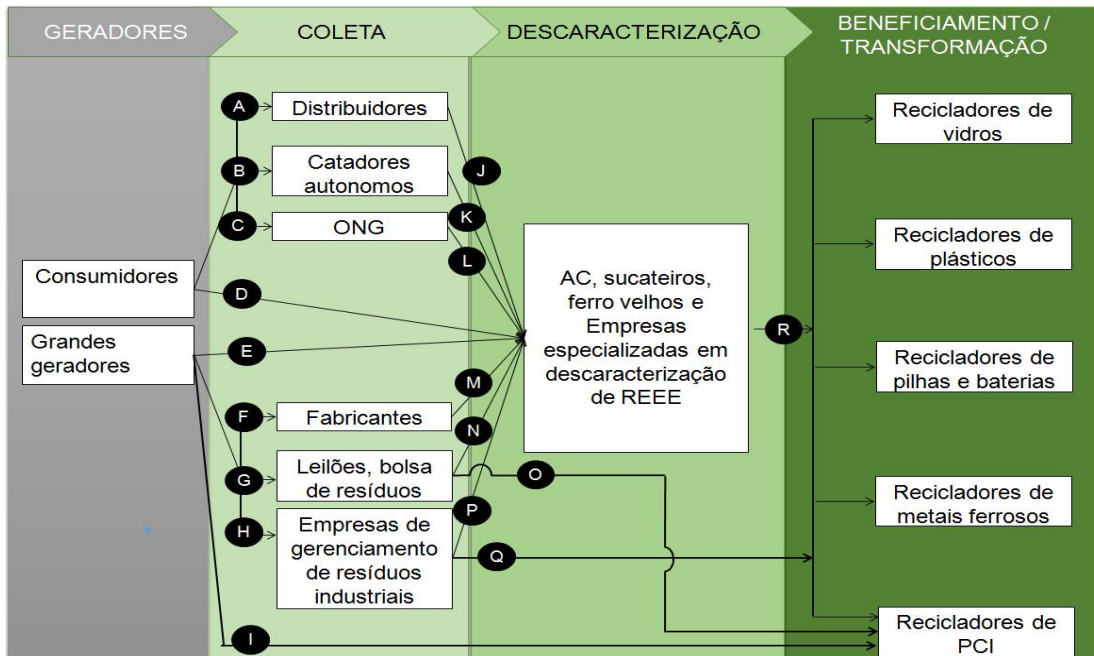 GERADORES
COLETA
DESCARACTERIZAÇÃO
BENEFICIAMENTO /
TRANSFORMAÇÃO
Consumidores
Grandes
geradores
A
Distribuidores
B
Catadores
autonomos
C
ONG
D
E
F
Fabricantes
G
Leilões, bolsa
de resíduos
H
Empresas de
gerenciamento
de resíduos
industriais
I
J
K
L
M
N
O
P
Q
AC, sucateiros,
ferro velhos e
Empresas
especializadas em
descaracterização
de REEE
R
Recicladores de
vidros
Recicladores de
plásticos
Recicladores de
pilhas e baterias
Recicladores de
metais ferrosos
Recicladores de
PCI